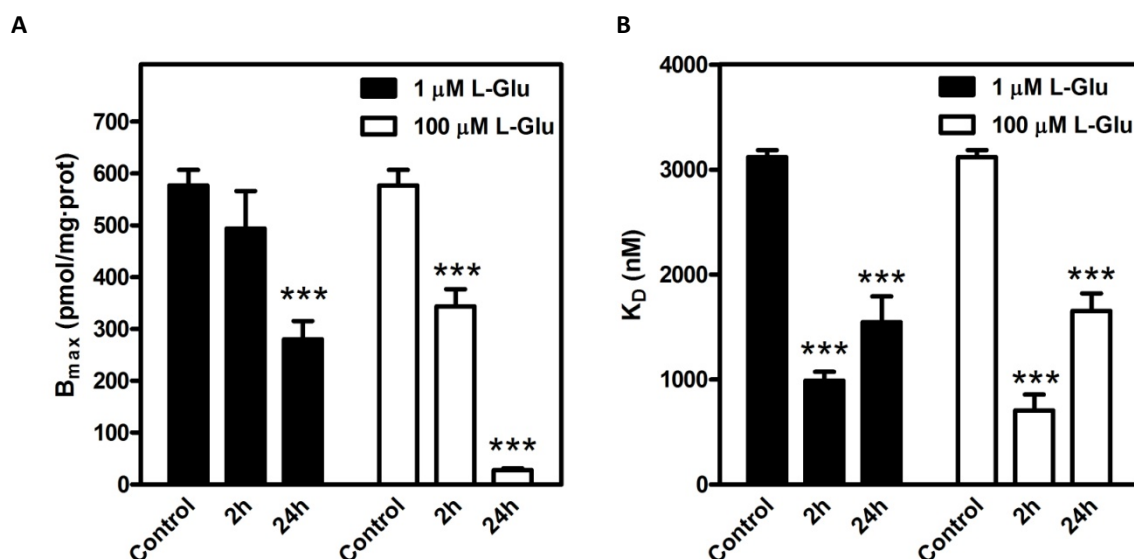 A
B
1 μM L-Glu
100 μM L-Glu
700
600
500
400
300
200
100
0
Bmax (pmol/mg·prot)
***
***
***
Control
2h
24h
Control
2h
24h
1 μM L-Glu
100 μM L-Glu
4000
3000
2000
1000
0
KD (nM)
***
***
***
***
Control
2h
24h
Control
2h
24h